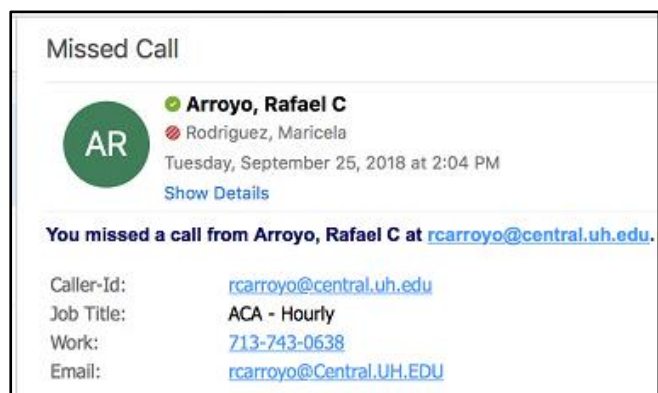 Missed Call
AR
Arroyo, Rafael C
Rodriguez, Maricela
Tuesday, September 25, 2018 at 2:04 PM
Show Details
You missed a call from Arroyo, Rafael C at rcarroyo@central.uh.edu.
Caller-Id: rcarroyo@central.uh.edu
Job Title: ACA - Hourly
Work: 713-743-0638
Email: rcarroyo@Central.UH.EDU